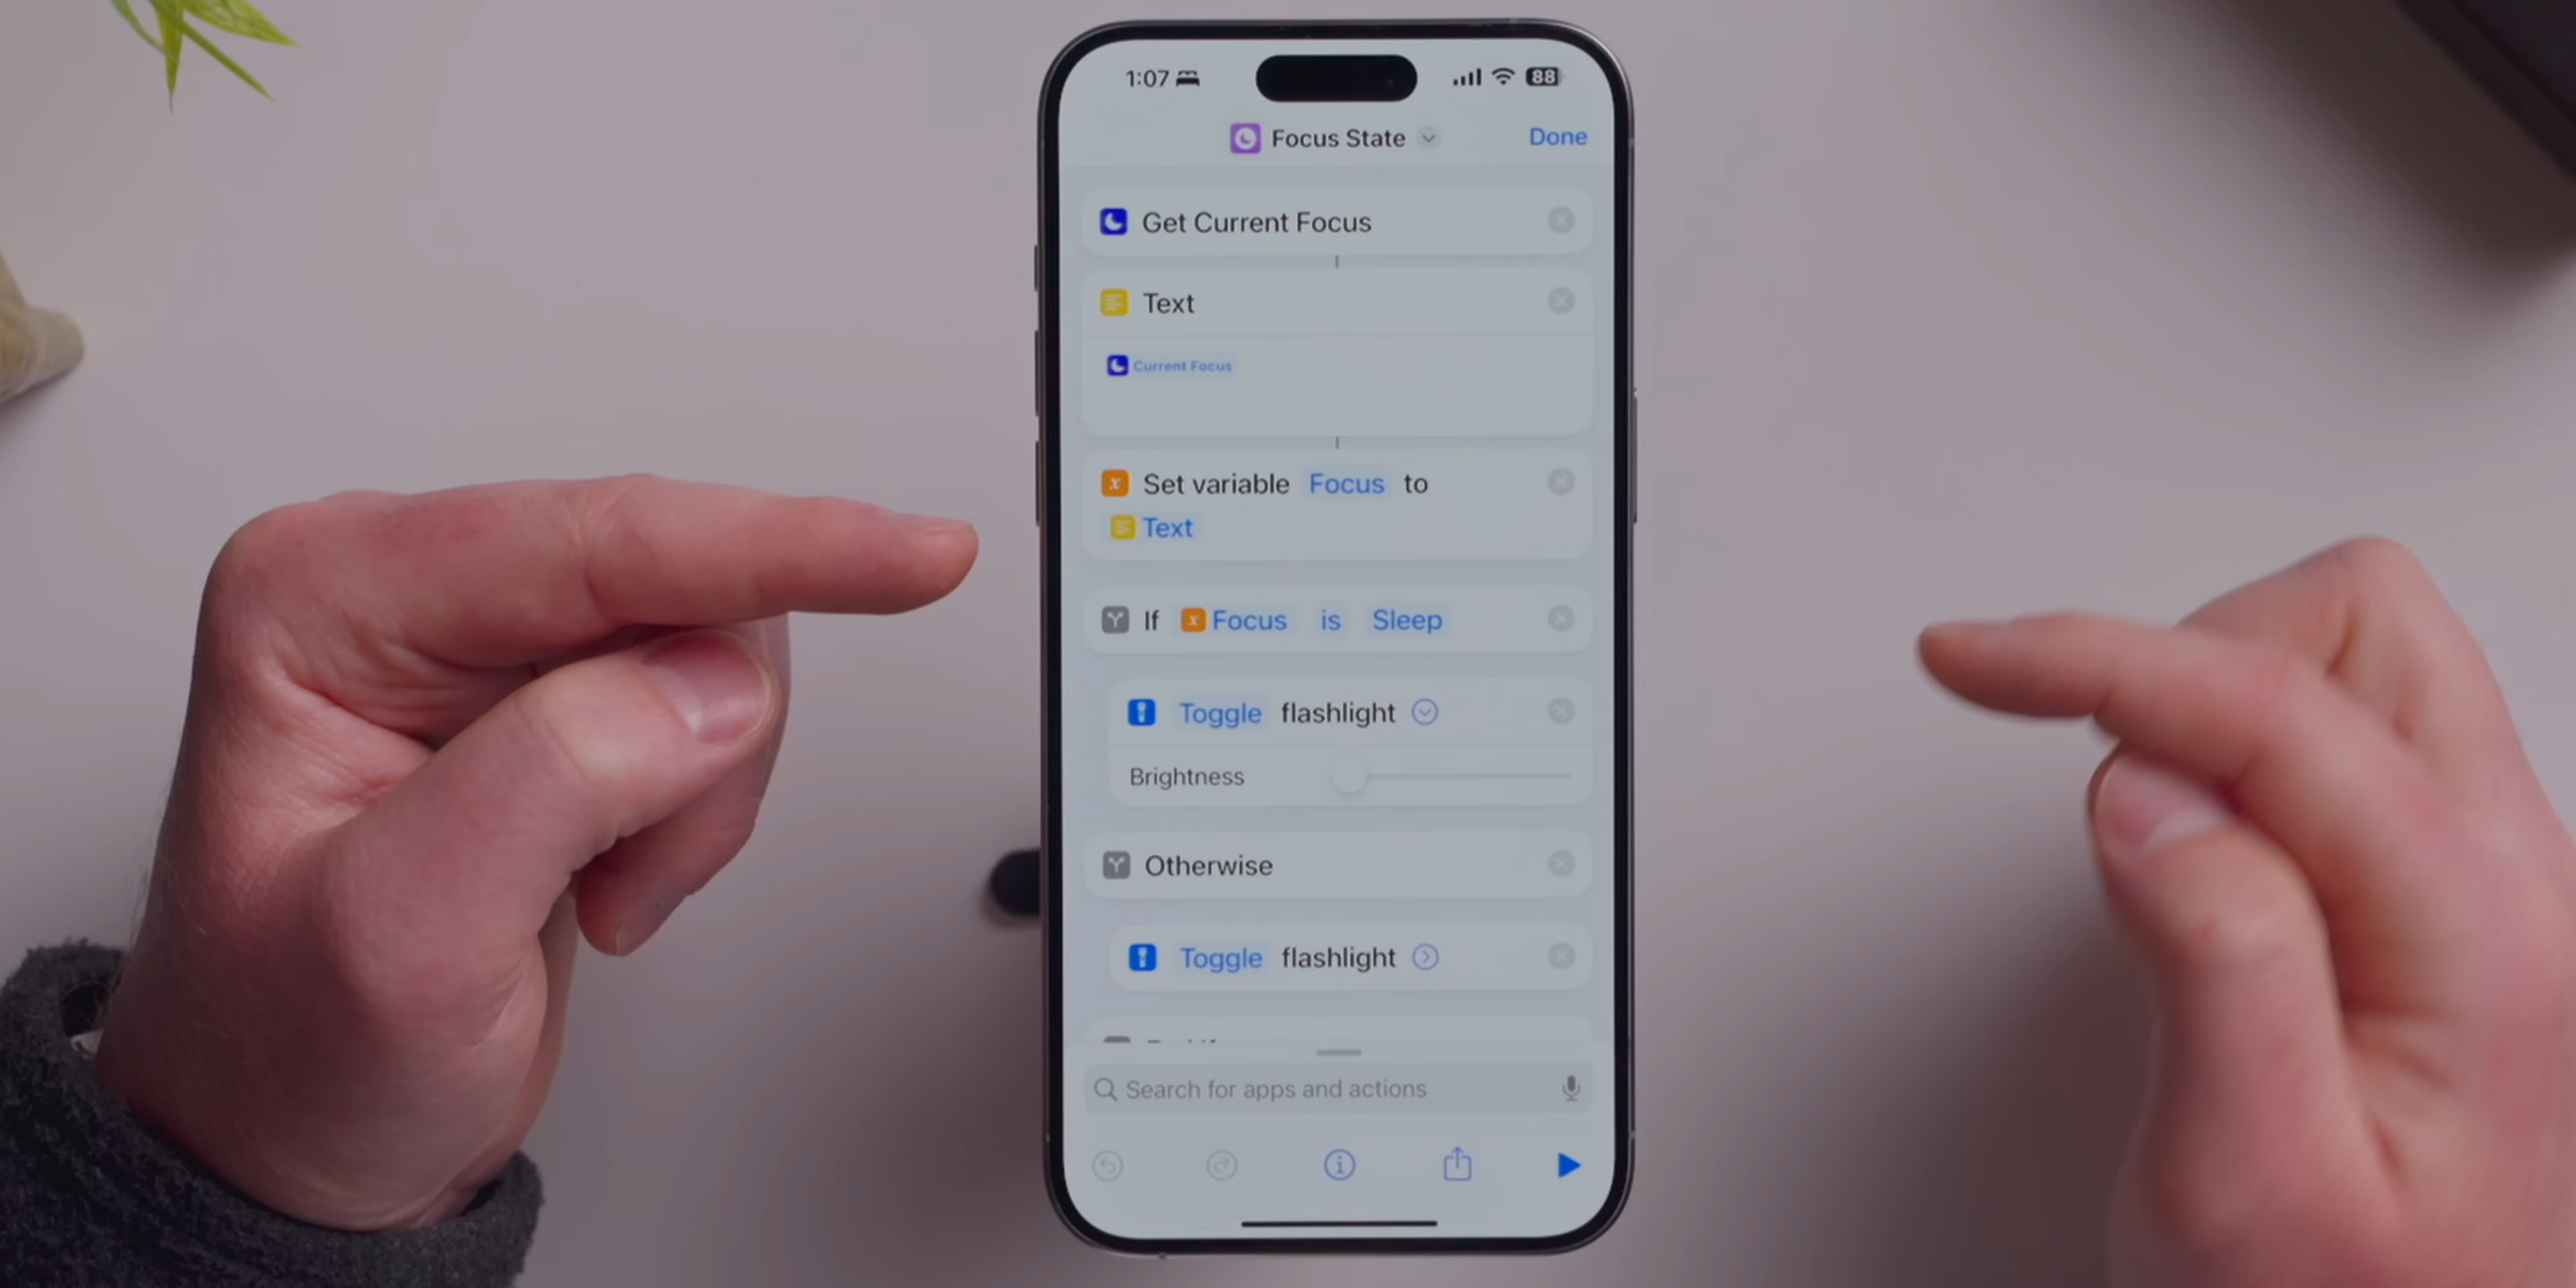 1:07
88
Focus State
Done
Get Current Focus
Text
Current Focus
Set variable Focus to
Text
If Focus is Sleep
Toggle flashlight
Brightness
Otherwise
Toggle flashlight
Search for apps and actions